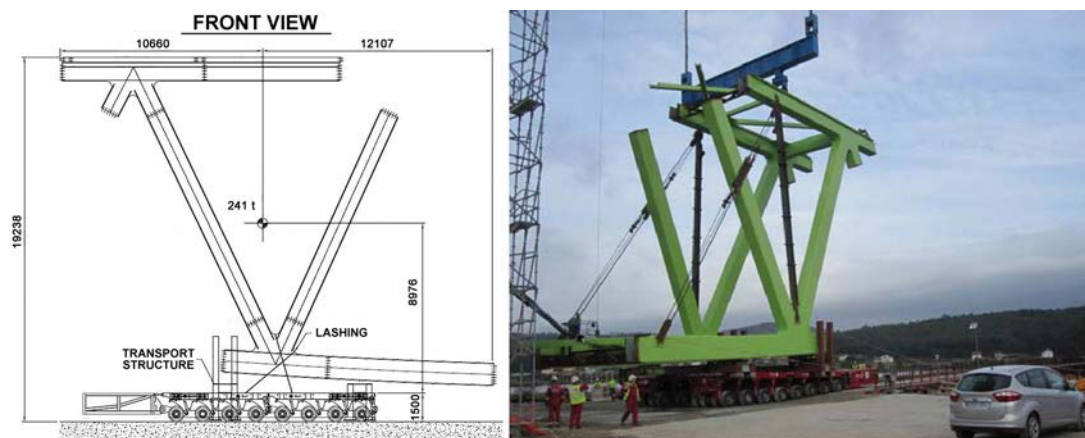 FRONT VIEW
10660
12107
241 t
19238
8976
LASHING
TRANSPORT
STRUCTURE
1500